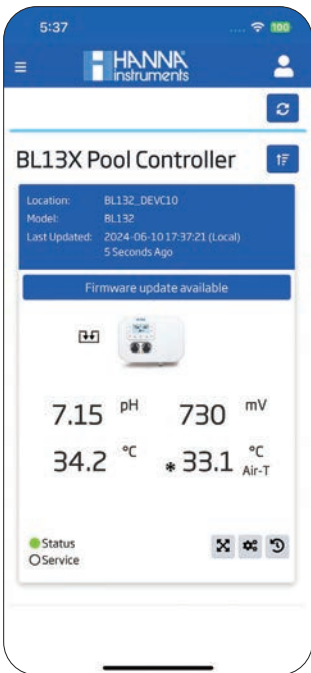 5:37 100
HANNA
instruments
BL13X Pool Controller
Location: BL132_DEVC10
Model: BL132
Last Updated: 2024-06-10 17:37:21 (Local)
5 Seconds Ago
Firmware update available
7.15 pH 730 mV
34.2 °C * 33.1 °C
Air-T
Status
Service